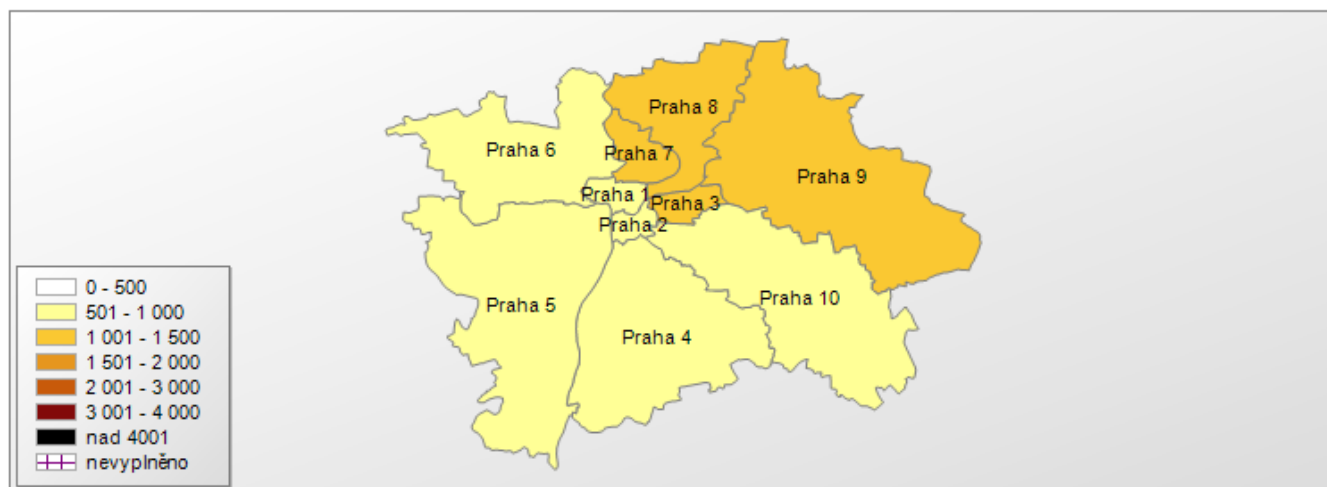 Praha 8
Praha 6
Praha 7
Praha 9
Praha 1
Praha 3
Praha 2
Praha 5
Praha 10
Praha 4
0 - 500
501 - 1 000
1 001 - 1 500
1 501 - 2 000
2 001 - 3 000
3 001 - 4 000
nad 4001
nevyplněno